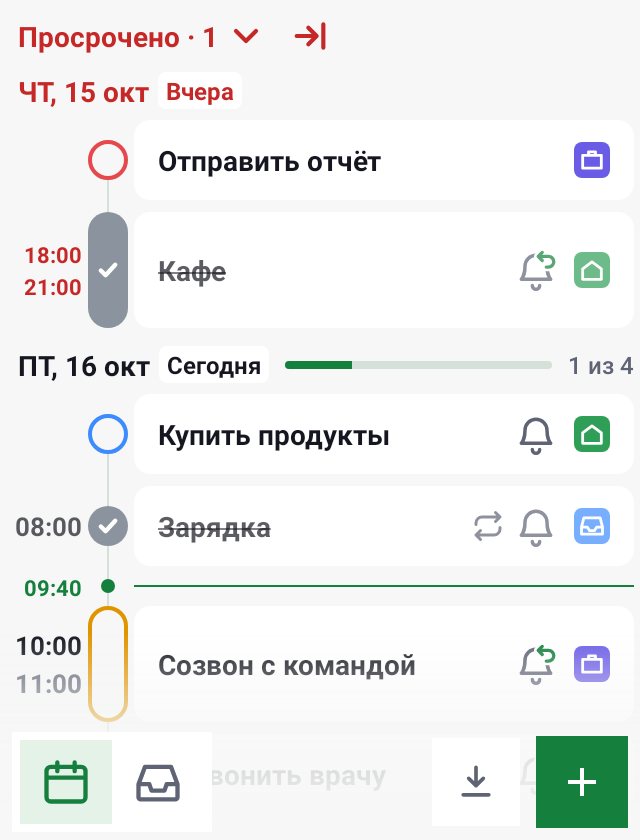 Просрочено · 1
ЧТ, 15 окт Вчера
Отправить отчёт
18:00
21:00
Кафе
ПТ, 16 окт Сегодня 1 из 4
Купить продукты
08:00 Зарядка
09:40
10:00
11:00
Созвон с командой
врачу